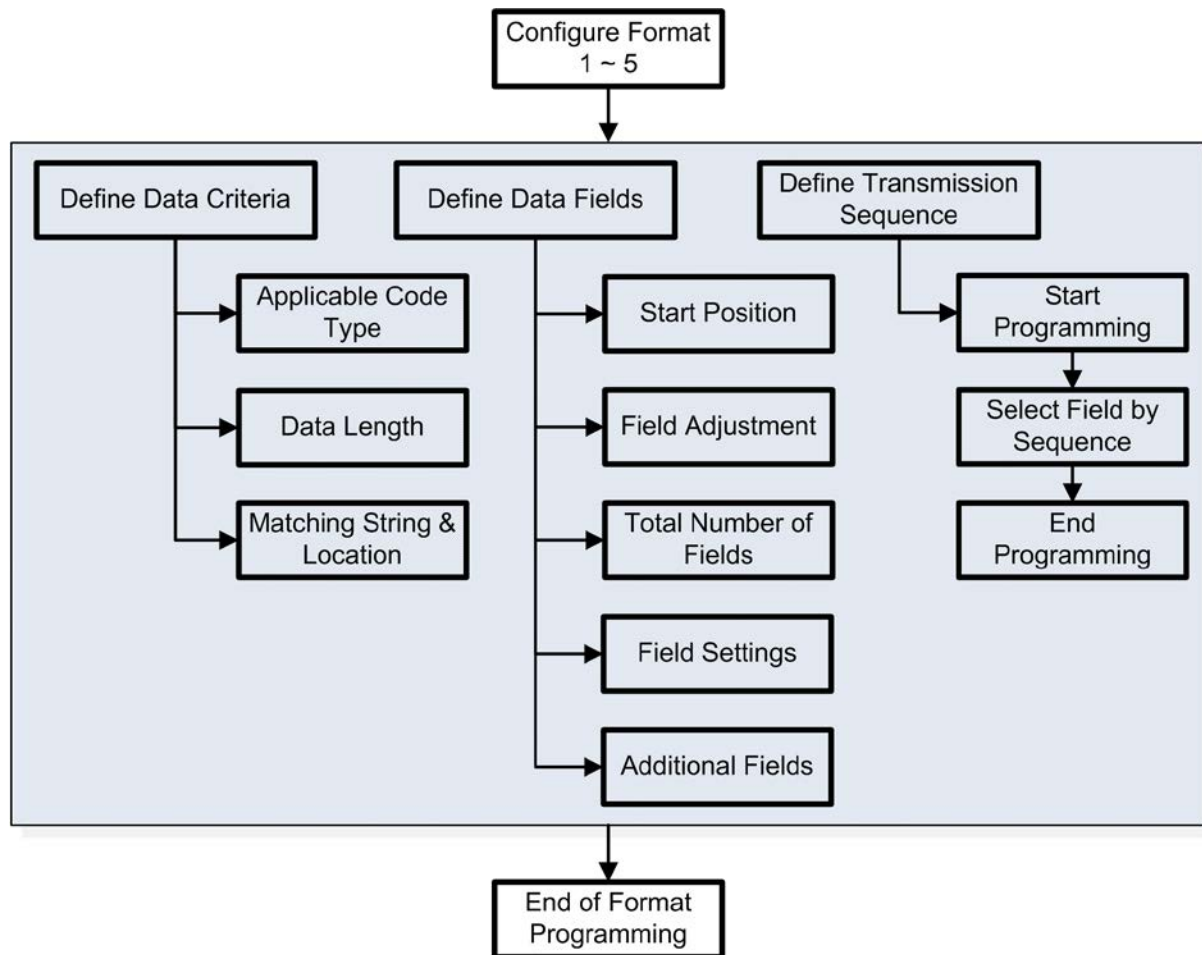 Configure Format
1 ~ 5
Define Data Criteria
Applicable Code
Type
Data Length
Matching String &
Location
Define Data Fields
Start Position
Field Adjustment
Total Number of
Fields
Field Settings
Additional Fields
Define Transmission
Sequence
Start
Programming
Select Field by
Sequence
End
Programming
End of Format
Programming